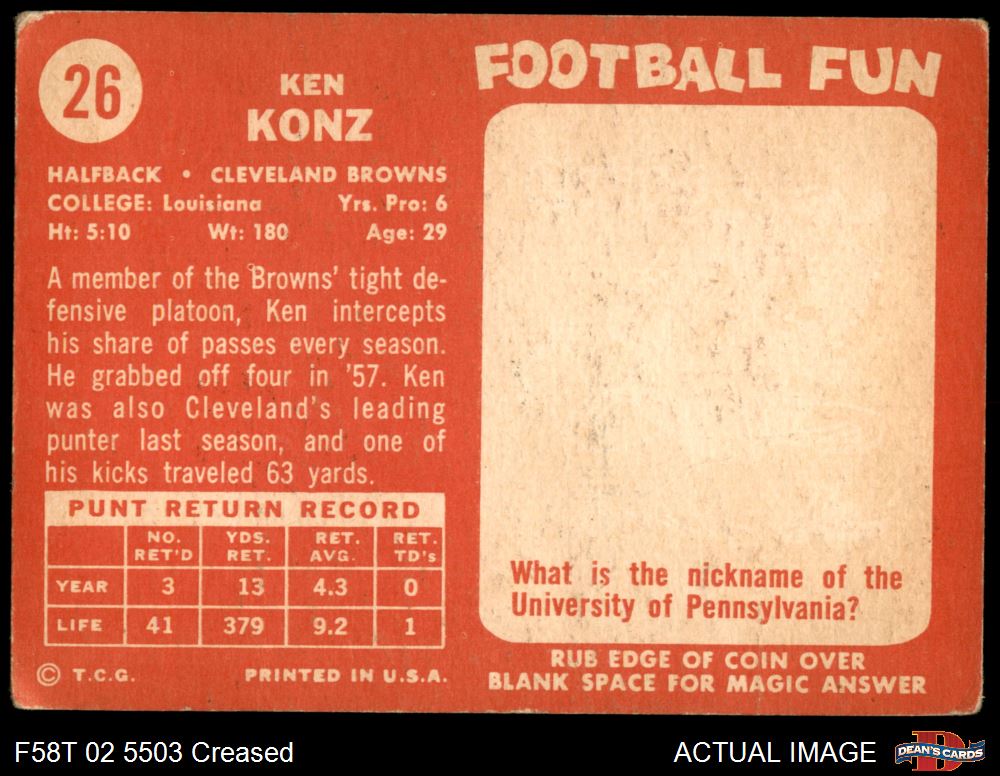 26
KEN
KONZ
HALFBACK • CLEVELAND BROWNS
COLLEGE: Louisiana Yrs. Pro: 6
Ht: 5:10 Wt: 180 Age: 29
A member of the Browns' tight de-
fensive platoon, Ken intercepts
his share of passes every season.
He grabbed off four in '57. Ken
was also Cleveland's leading
punter last season, and one of
his kicks traveled 63 yards.
PUNT RETURN RECORD
NO. RET'D YDS. RET. RET. AVG. RET. TD's
YEAR 3 13 4.3 0
LIFE 41 379 9.2 1
© T.C.G. PRINTED IN U.S.A.
FOOTBALL FUN
What is the nickname of the
University of Pennsylvania?
RUB EDGE OF COIN OVER
BLANK SPACE FOR MAGIC ANSWER
F58T 02 5503 Creased
ACTUAL IMAGE
D
DEAN'S CARDS